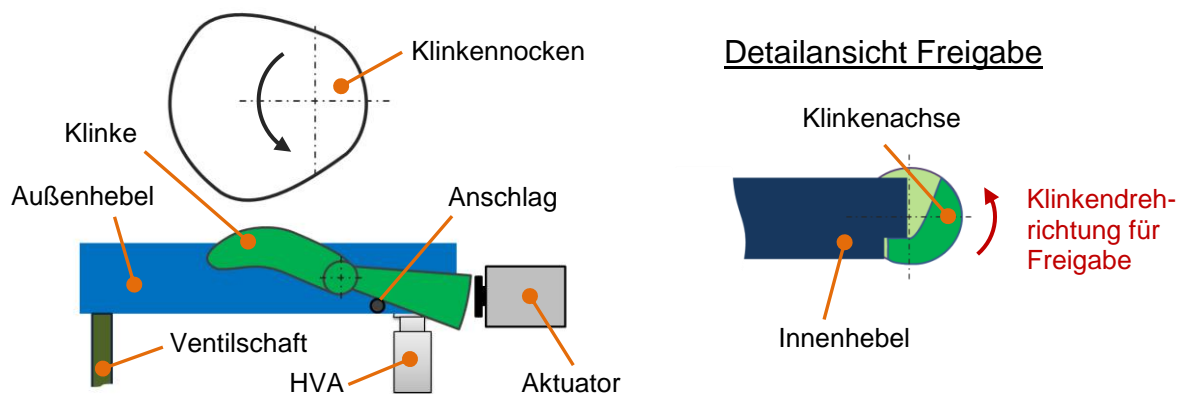 Klinkennocken
Klinke
Außenhebel
Anschlag
Ventilschaft
HVA
Aktuator
Detailansicht Freigabe
Klinkenachse
Klinkendreh-
richtung für
Freigabe
Innenhebel